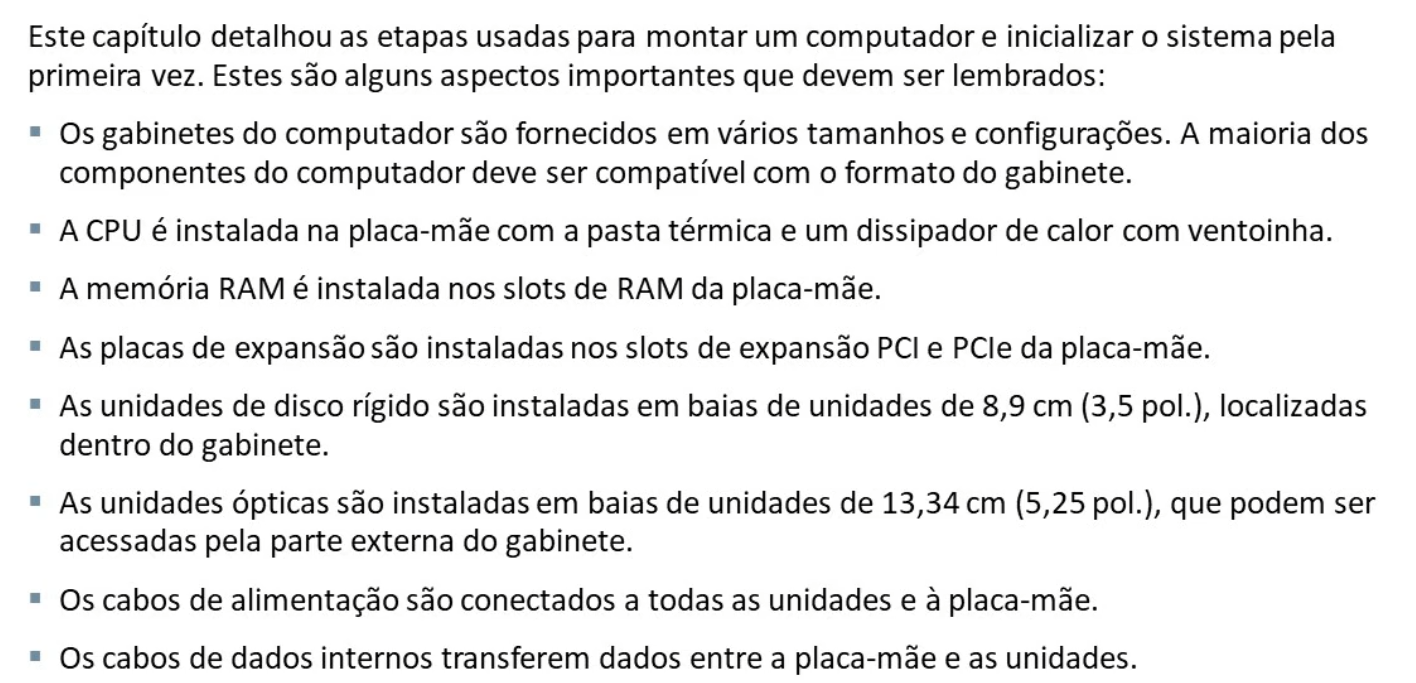 Este capítulo detalhou as etapas usadas para montar um computador e inicializar o sistema pela
primeira vez. Estes são alguns aspectos importantes que devem ser lembrados:
▪ Os gabinetes do computador são fornecidos em vários tamanhos e configurações. A maioria dos
componentes do computador deve ser compatível com o formato do gabinete.
▪ A CPU é instalada na placa-mãe com a pasta térmica e um dissipador de calor com ventoinha.
▪ A memória RAM é instalada nos slots de RAM da placa-mãe.
▪ As placas de expansão são instaladas nos slots de expansão PCI e PCIe da placa-mãe.
▪ As unidades de disco rígido são instaladas em baias de unidades de 8,9 cm (3,5 pol.), localizadas
dentro do gabinete.
▪ As unidades ópticas são instaladas em baias de unidades de 13,34 cm (5,25 pol.), que podem ser
acessadas pela parte externa do gabinete.
▪ Os cabos de alimentação são conectados a todas as unidades e à placa-mãe.
▪ Os cabos de dados internos transferem dados entre a placa-mãe e as unidades.